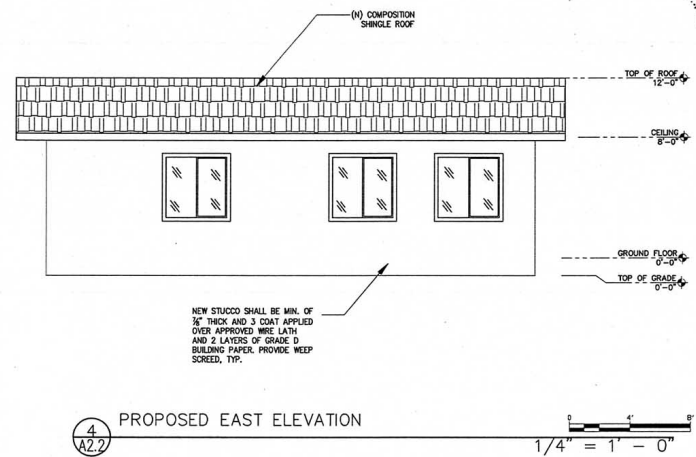 (N) COMPOSITION
SHINGLE ROOF
TOP OF ROOF
12'-0"
CEILING
8'-0"
GROUND FLOOR
0'-0"
TOP OF GRADE
0'-0"
NEW STUCCO SHALL BE MIN. OF
7/8" THICK AND 3 COAT APPLIED
OVER APPROVED WIRE LATH
AND 2 LAYERS OF GRADE D
BUILDING PAPER. PROVIDE WEEP
SCREED, TYP.
4
A2.2
PROPOSED EAST ELEVATION
0 4' 8'
1/4" = 1' - 0"